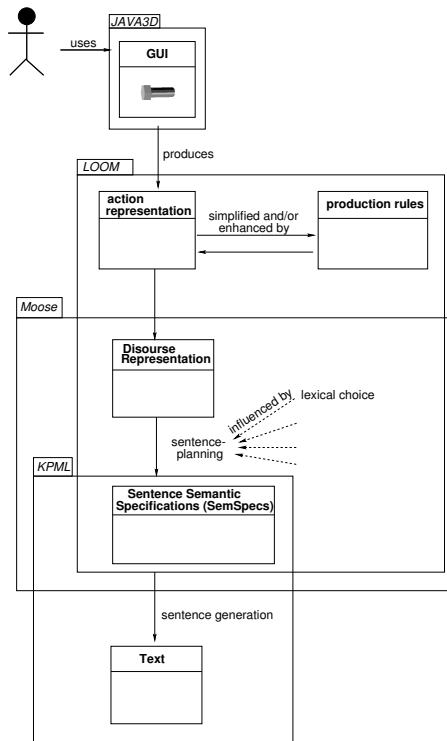 JAVA3D
uses
GUI
produces
LOOM
action
representation
simplified and/or
enhanced by
production rules
Moose
Disourse
Representation
influenced by
lexical choice
sentence-
planning
KPML
Sentence Semantic
Specifications (SemSpecs)
sentence generation
Text